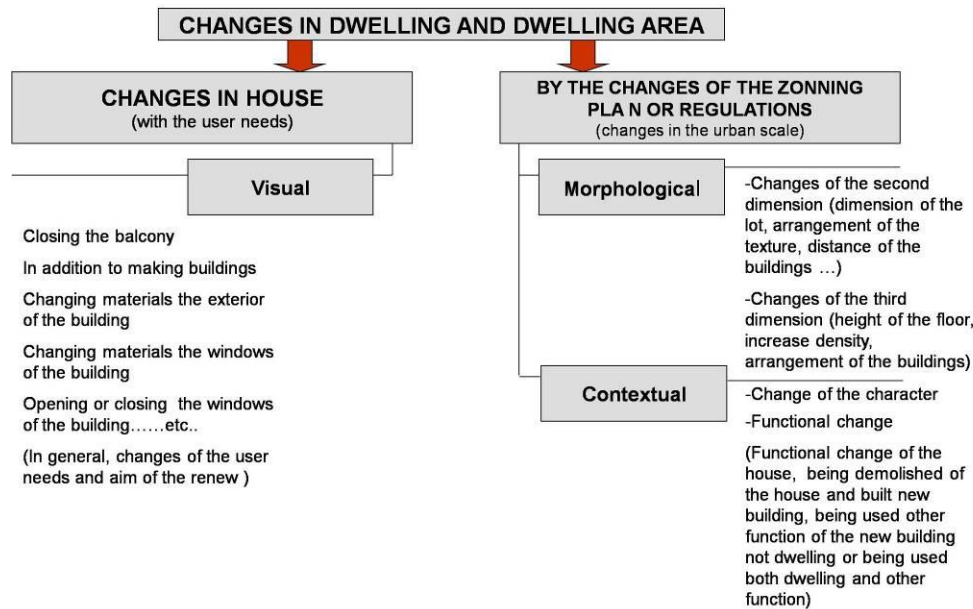 CHANGES IN DWELLING AND DWELLING AREA
CHANGES IN HOUSE
(with the user needs)
Visual
Closing the balcony
In addition to making buildings
Changing materials the exterior
of the building
Changing materials the windows
of the building
Opening or closing the windows
of the building……etc..
(In general, changes of the user
needs and aim of the renew )
BY THE CHANGES OF THE ZONNING
PLA N OR REGULATIONS
(changes in the urban scale)
Morphological
-Changes of the second
dimension (dimension of the
lot, arrangement of the
texture, distance of the
buildings …)
-Changes of the third
dimension (height of the floor,
increase density,
arrangement of the buildings)
Contextual
-Change of the character
-Functional change
(Functional change of the
house, being demolished of
the house and built new
building, being used other
function of the new building
not dwelling or being used
both dwelling and other
function)